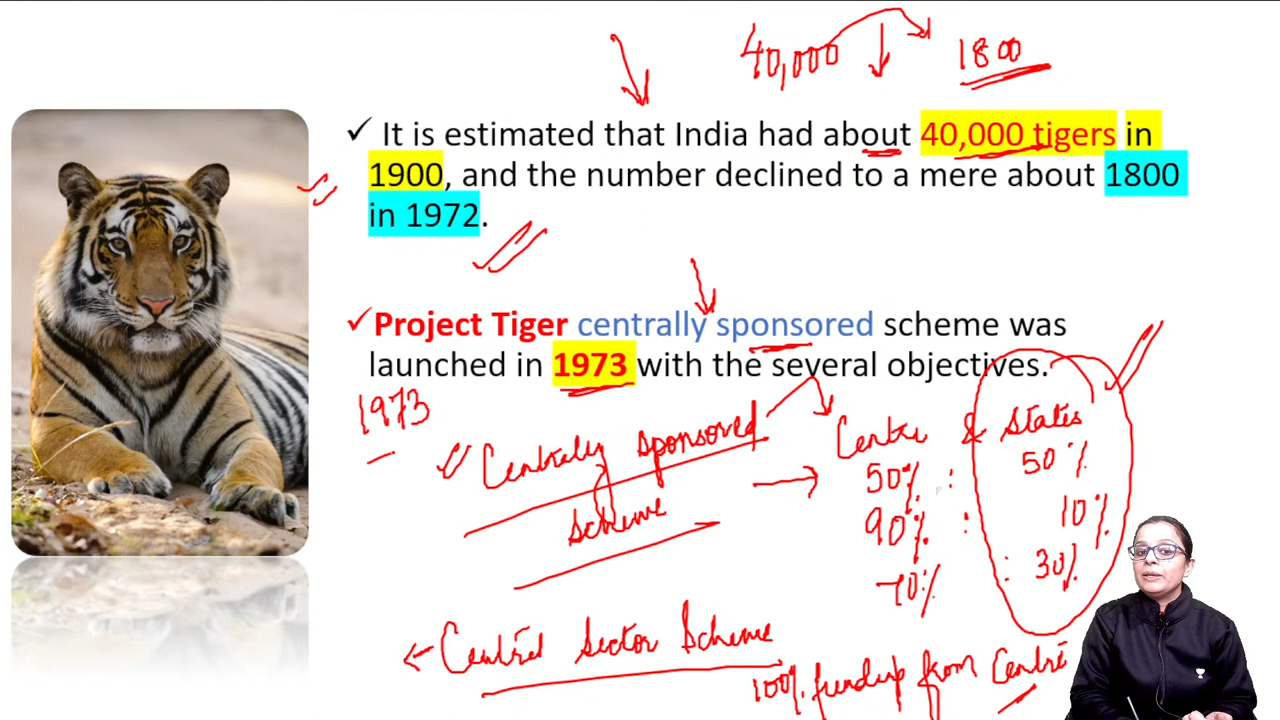 40,000 1800
✓ It is estimated that India had about 40,000 tigers in
1900, and the number declined to a mere about 1800
in 1972.
✓Project Tiger centrally sponsored scheme was
launched in 1973 with the several objectives.
1973
Centrally sponsored
scheme
Centre & States
50% : 50%
90% : 10%
70% : 30%
Central Sector Scheme
100% from Centre